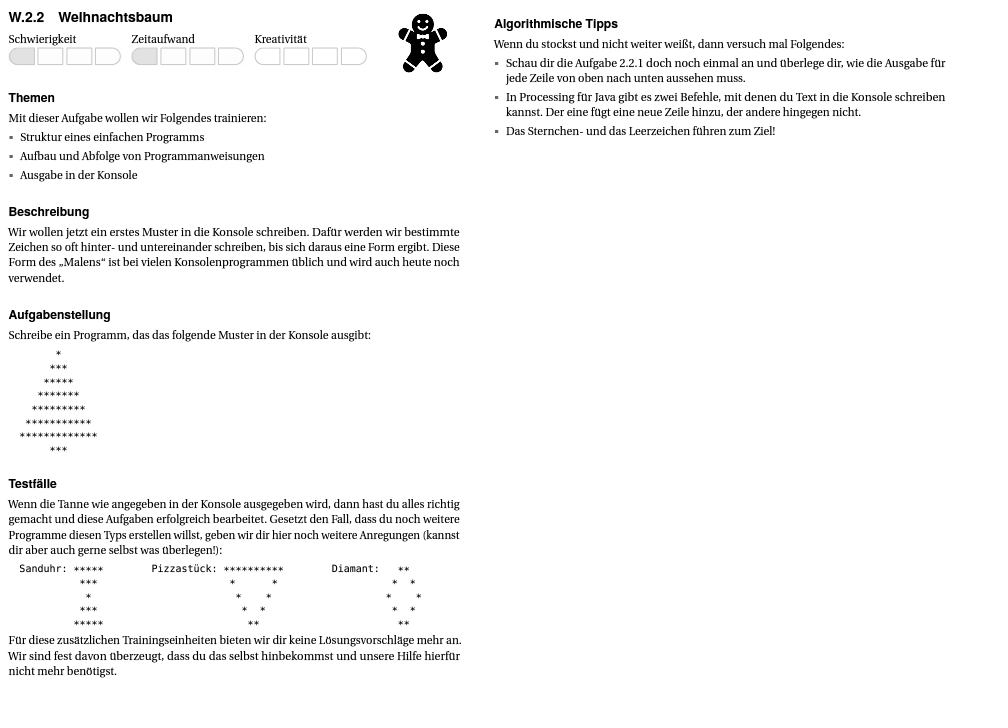 W.2.2 Weihnachtsbaum
Schwierigkeit Zeitaufwand Kreativität
Themen
Mit dieser Aufgabe wollen wir Folgendes trainieren:
▪ Struktur eines einfachen Programms
▪ Aufbau und Abfolge von Programmanweisungen
▪ Ausgabe in der Konsole
Beschreibung
Wir wollen jetzt ein erstes Muster in die Konsole schreiben. Dafür werden wir bestimmte
Zeichen so oft hinter- und untereinander schreiben, bis sich daraus eine Form ergibt. Diese
Form des „Malens“ ist bei vielen Konsolenprogrammen üblich und wird auch heute noch
verwendet.
Aufgabenstellung
Schreibe ein Programm, das das folgende Muster in der Konsole ausgibt:
      *
     ***
    *****
   *******
  *********
 ***********
*************
     ***
Testfälle
Wenn die Tanne wie angegeben in der Konsole ausgegeben wird, dann hast du alles richtig
gemacht und diese Aufgaben erfolgreich bearbeitet. Gesetzt den Fall, dass du noch weitere
Programme diesen Typs erstellen willst, geben wir dir hier noch weitere Anregungen (kannst
dir aber auch gerne selbst was überlegen!):
Sanduhr: *****        Pizzastück: **********        Diamant:   **
          ***                      *      *                   *  *
           *                        *    *                   *    *
          ***                        *  *                     *  *
         *****                        **                       **
Für diese zusätzlichen Trainingseinheiten bieten wir dir keine Lösungsvorschläge mehr an.
Wir sind fest davon überzeugt, dass du das selbst hinbekommst und unsere Hilfe hierfür
nicht mehr benötigst.
Algorithmische Tipps
Wenn du stockst und nicht weiter weißt, dann versuch mal Folgendes:
▪ Schau dir die Aufgabe 2.2.1 doch noch einmal an und überlege dir, wie die Ausgabe für
jede Zeile von oben nach unten aussehen muss.
▪ In Processing für Java gibt es zwei Befehle, mit denen du Text in die Konsole schreiben
kannst. Der eine fügt eine neue Zeile hinzu, der andere hingegen nicht.
▪ Das Sternchen- und das Leerzeichen führen zum Ziel!